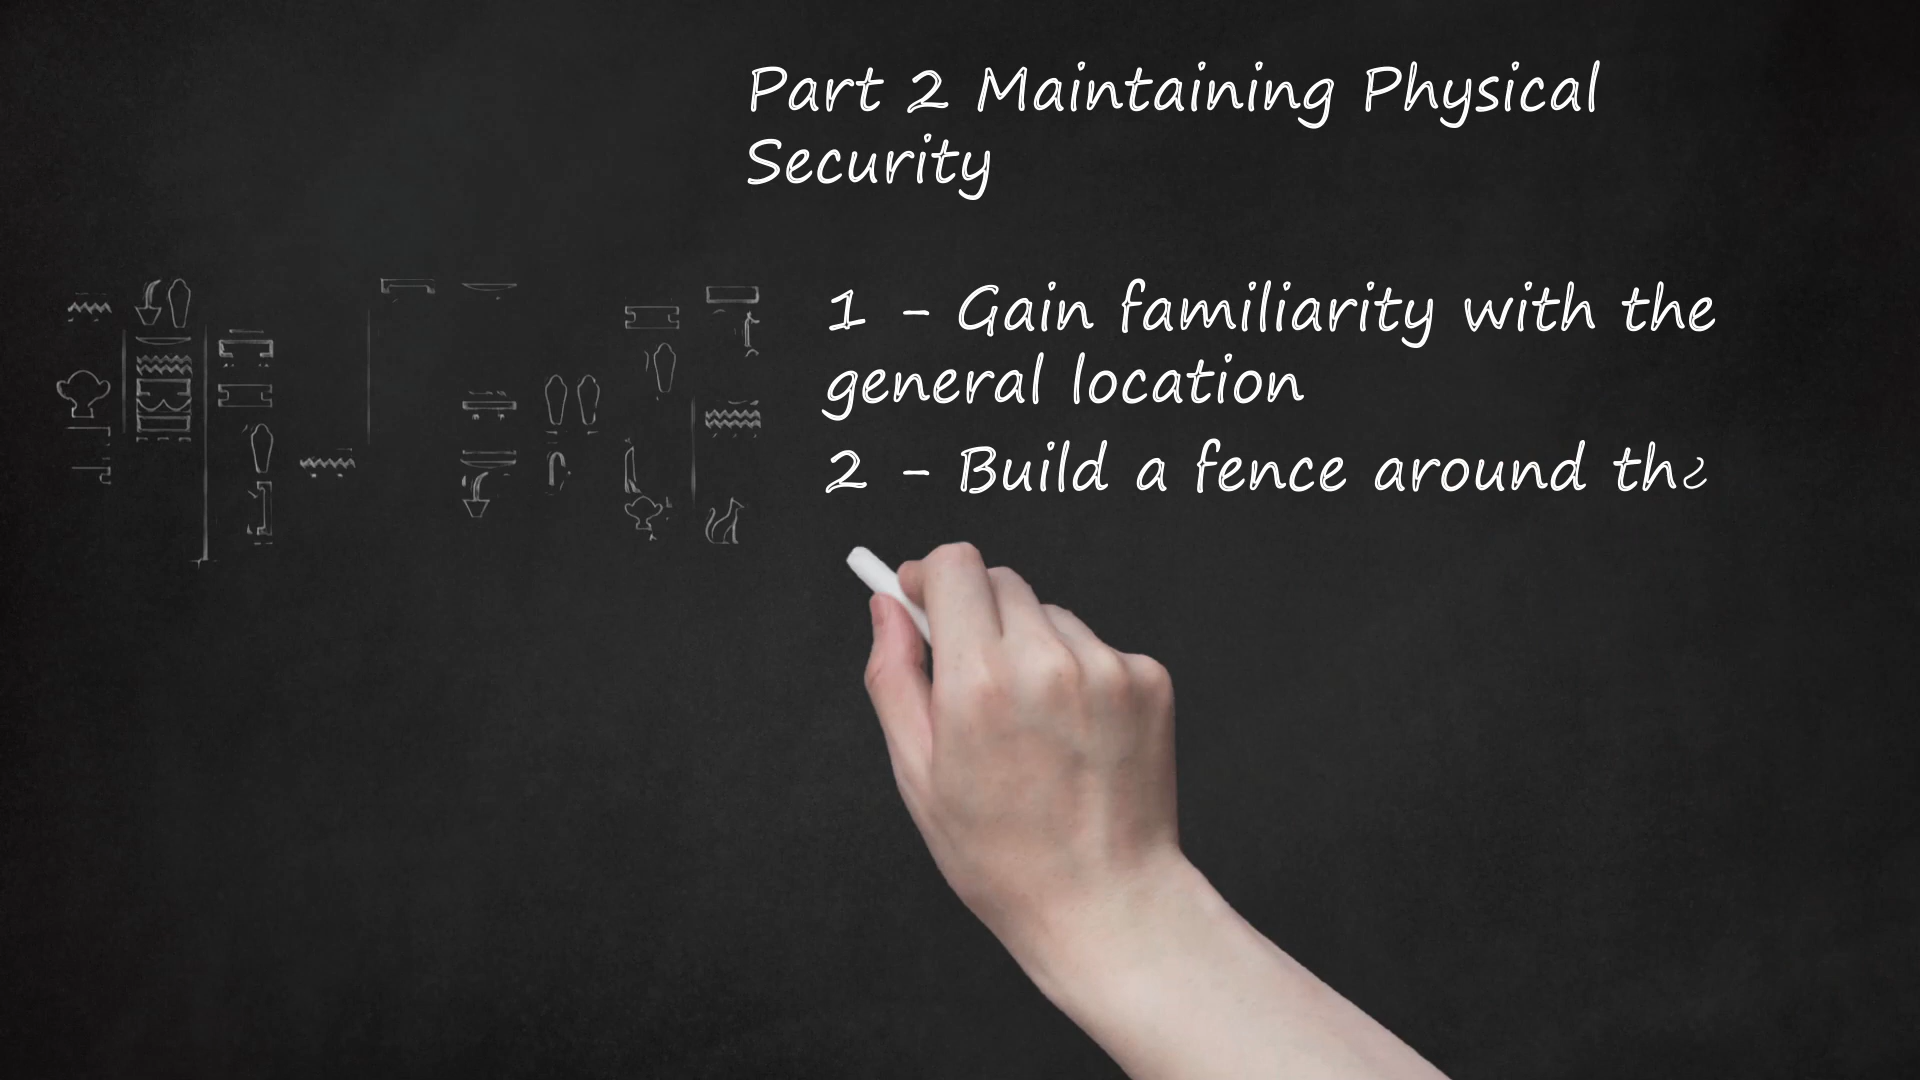 Part 2 Maintaining Physical
Security
1 - Gain familiarity with the
general location
2 - Build a fence around